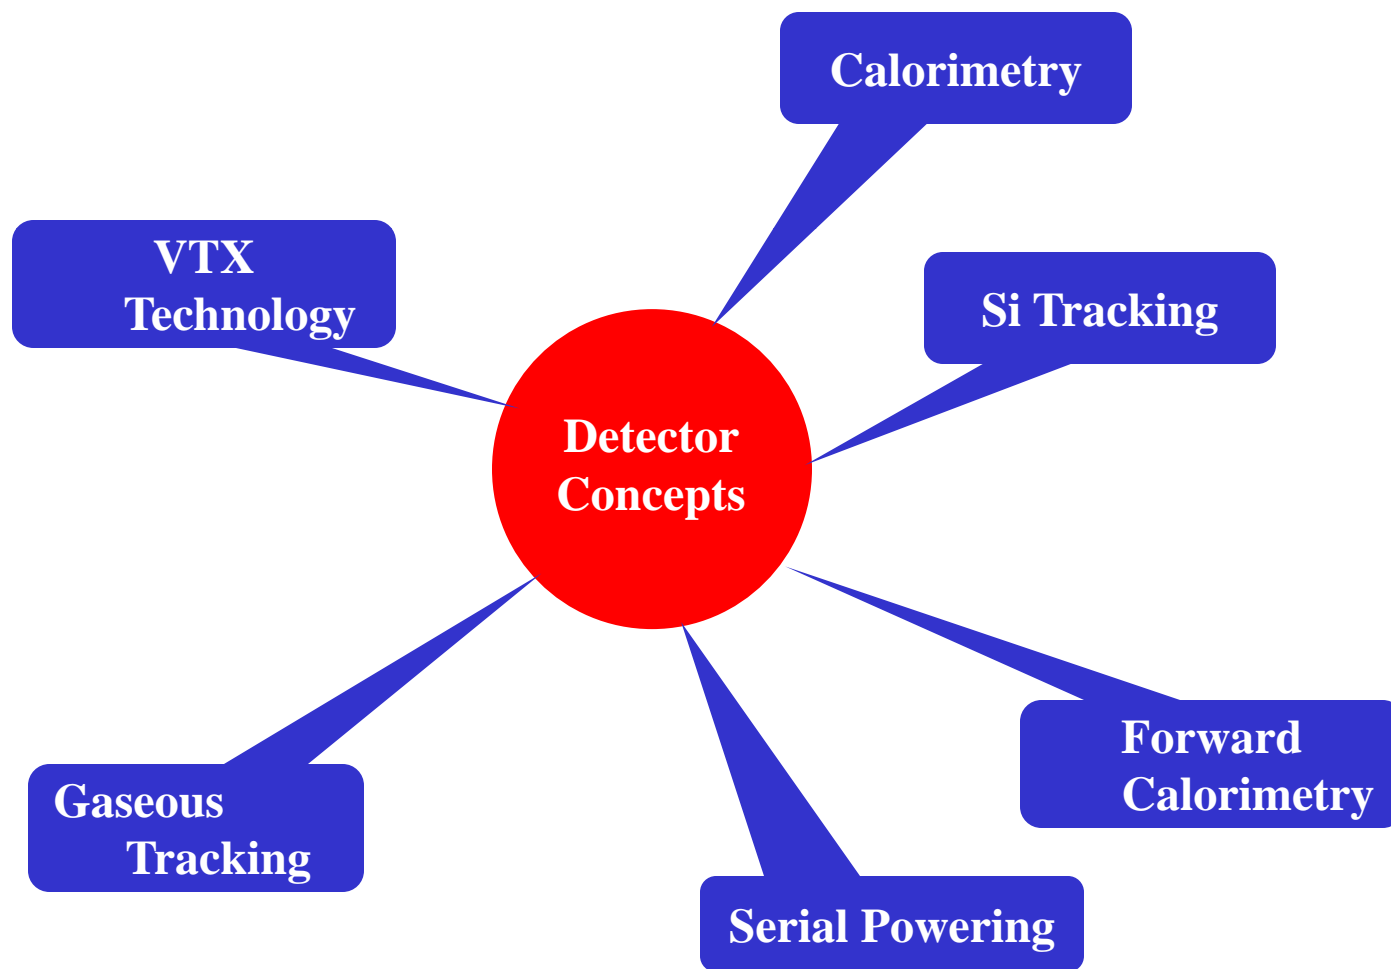 Calorimetry
VTX
Technology
Si Tracking
Detector
Concepts
Forward
Calorimetry
Gaseous
Tracking
Serial Powering